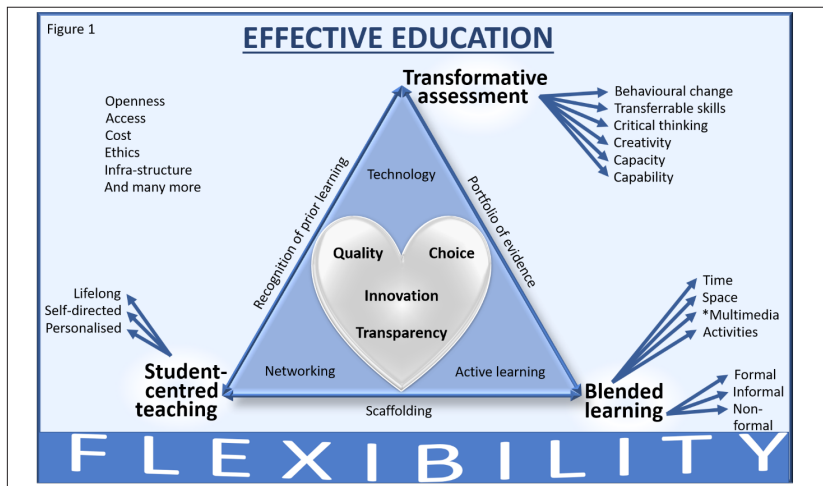 Figure 1
EFFECTIVE EDUCATION
Transformative
assessment
Behavioural change
Transferrable skills
Critical thinking
Creativity
Capacity
Capability
Openness
Access
Cost
Ethics
Infra-structure
And many more
Recognition of prior learning
Technology
Portfolio of evidence
Quality
Choice
Innovation
Transparency
Networking
Active learning
Scaffolding
Lifelong
Self-directed
Personalised
Student-
centred
teaching
Time
Space
*Multimedia
Activities
Blended
learning
Formal
Informal
Non-
formal
FLEXIBILITY